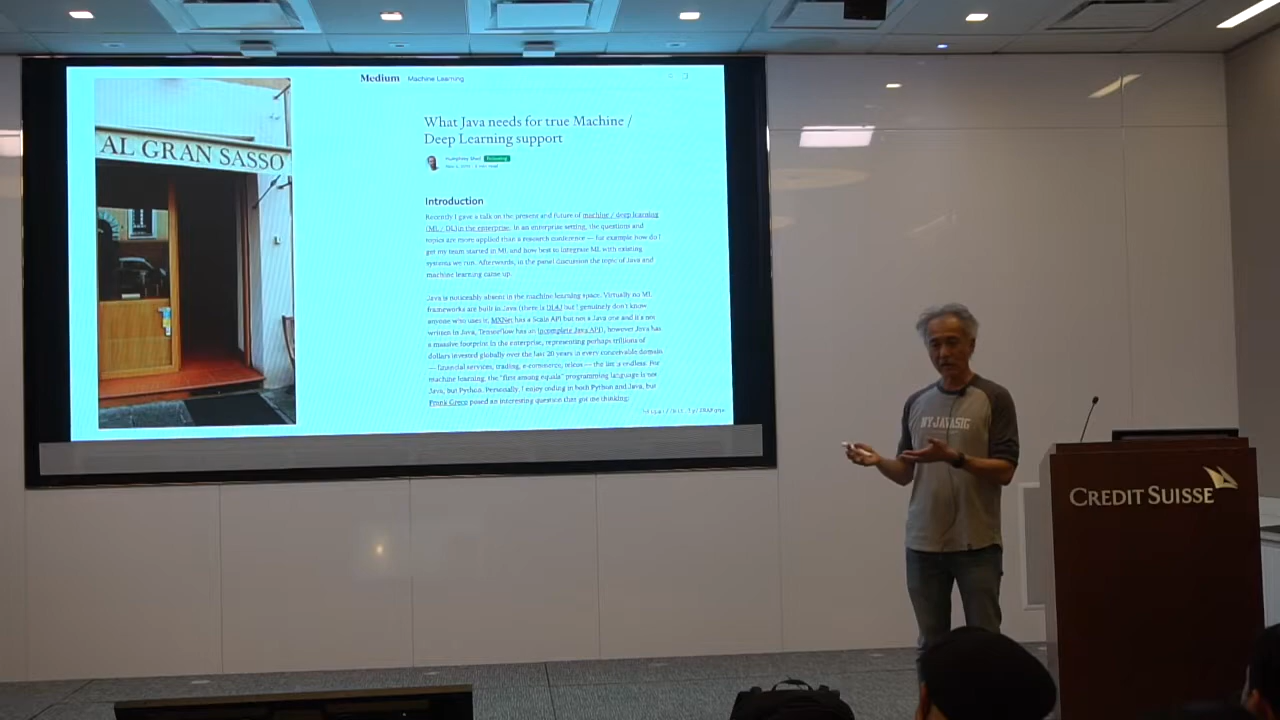 AL GRAN SASSO
Medium
Machine Learning
What Java needs for true Machine /
Deep Learning support
Humphrey Sheil Following
Introduction
Recently I gave a talk on the present and future of machine / deep learning
(ML / DL) in the enterprise. In an enterprise setting, the questions and
topics are more applied than a research conference — for example how do I
get my team started in ML and how best to integrate ML with existing
systems we run. Afterwards, in the panel discussion the topic of Java and
machine learning came up.
Java is noticeably absent in the machine learning space. Virtually no ML
frameworks are built in Java (there is DL4J but I genuinely don't know
anyone who uses it, MXNet has a Scala API but not a Java one and it's not
written in Java, Tensorflow has an incomplete Java API), however Java has
a massive footprint in the enterprise, representing perhaps trillions of
dollars invested globally over the last 20 years in every conceivable domain
— financial services, trading, e-commerce, telcos — the list is endless. For
machine learning, the "first among equals" programming language is not
Java, but Python. Personally, I enjoy coding in both Python and Java, but
Frank Greco posed an interesting question that got me thinking:
NYJAVASIG
CREDIT SUISSE